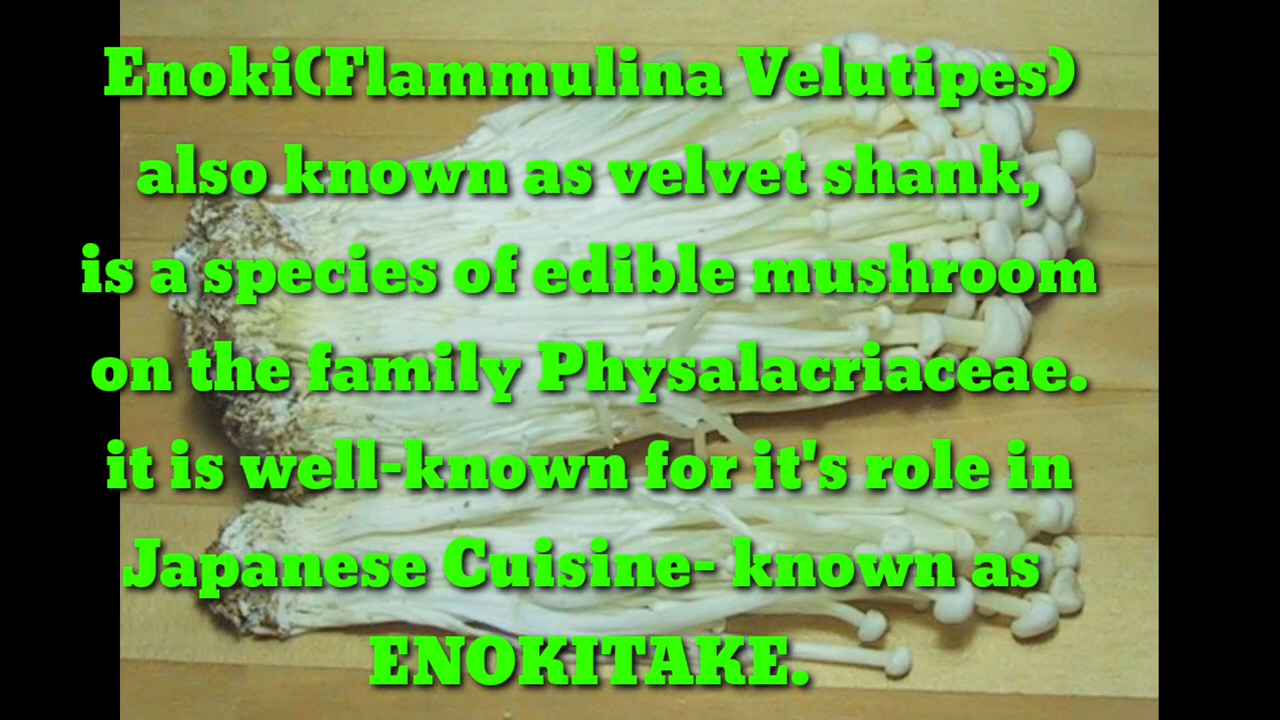 Enoki(Flammulina Velutipes)
also known as velvet shank,
is a species of edible mushroom
on the family Physalacriaceae.
it is well-known for it's role in
Japanese Cuisine- known as
ENOKITAKE.